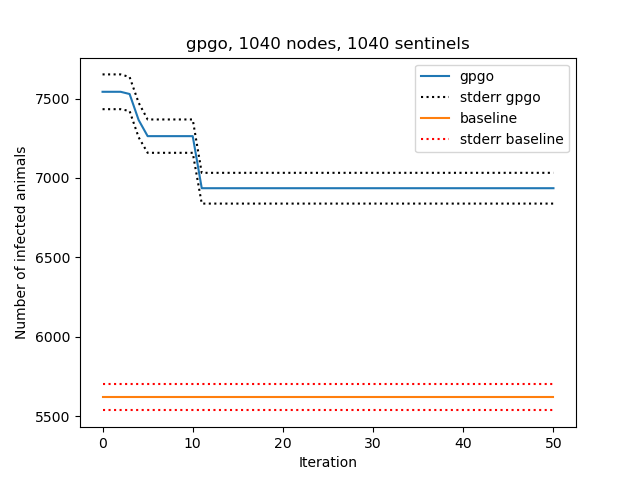 gpgo, 1040 nodes, 1040 sentinels
gpgo
stderr gpgo
baseline
stderr baseline
Number of infected animals
7500
7000
6500
6000
5500
0 10 20 30 40 50
Iteration